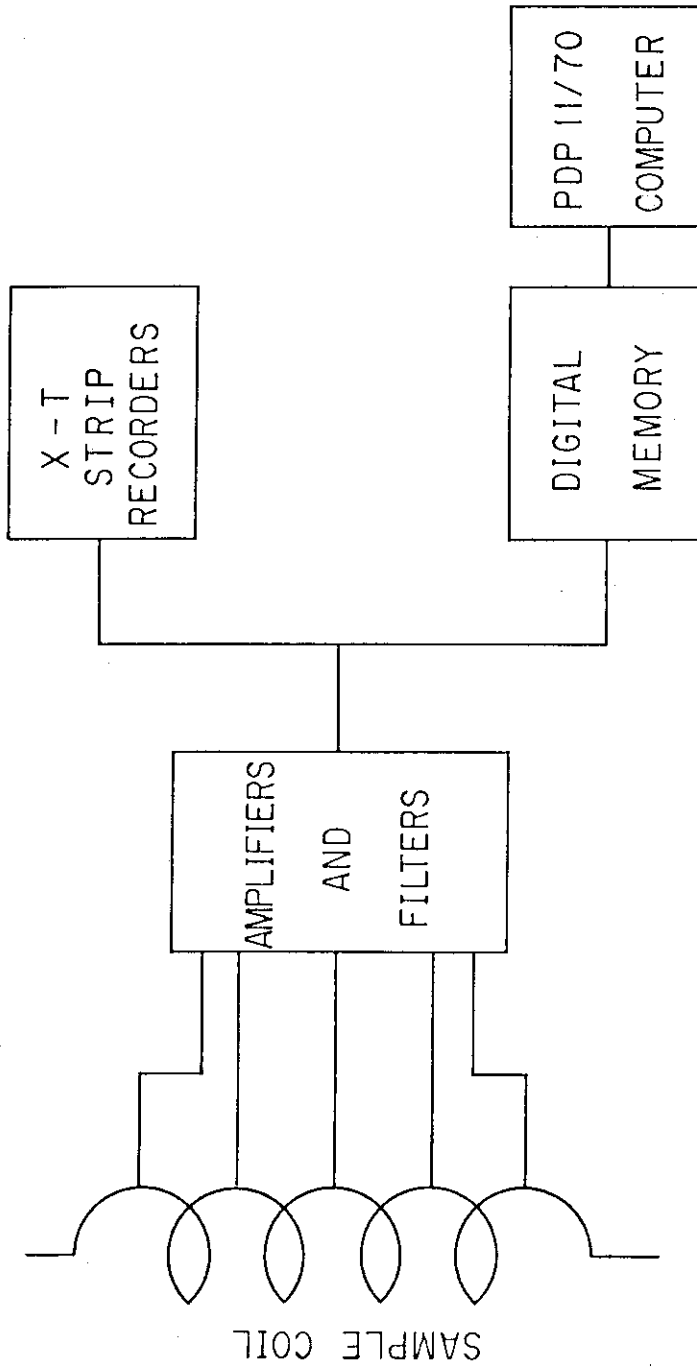 SAMPLE COIL
AMPLIFIERS
AND
FILTERS
X-T
STRIP
RECORDERS
DIGITAL
MEMORY
PDP 11/70
COMPUTER